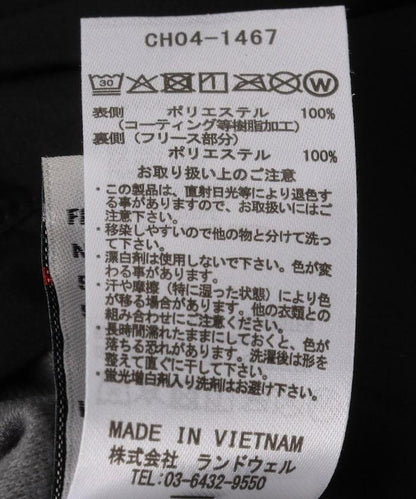 CH04-1467
30 W
表側 ポリエステル 100%
(コーティング等樹脂加工)
裏側(フリース部分)
ポリエステル 100%
お取り扱い上のご注意
・この製品は、直射日光等により退色す
る事がありますので、お取扱いにはご
注意下さい。
・移染しやすいので他の物と分けて洗っ
て下さい。
・漂白剤は使用しないで下さい。色が変
わる事があります。
・汗や摩擦(特に湿った状態)により色
が移る場合があります。他の衣類との
組み合わせにご注意ください。
・長時間濡れたままにしておくと、色が
落ちる恐れがあります。洗濯後は形を
整えて直ぐに干して下さい。
・蛍光増白剤入り洗剤はお避け下さい。
MADE IN VIETNAM
株式会社 ランドウェル
TEL:03-6432-9550